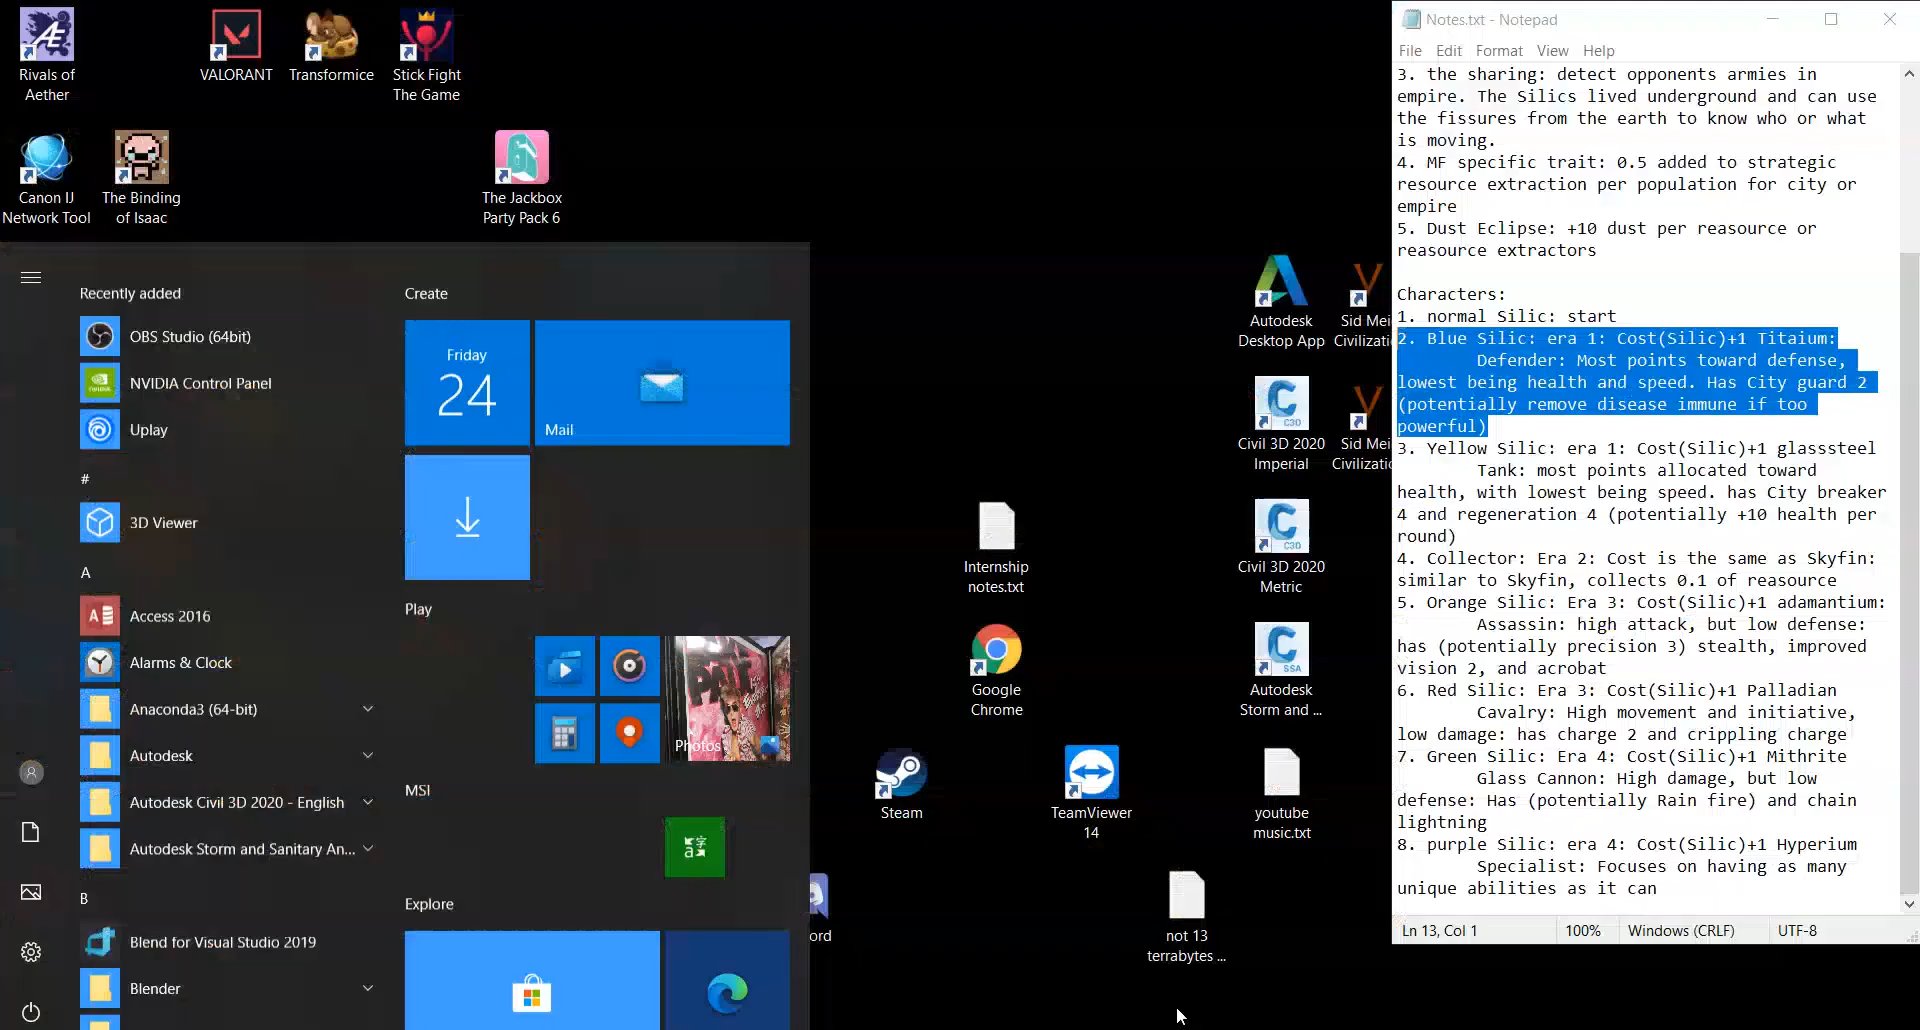 Rivals of
Aether
VALORANT
Transformice
Stick Fight
The Game
Canon IJ
Network Tool
The Binding
of Isaac
The Jackbox
Party Pack 6
Recently added
OBS Studio (64bit)
NVIDIA Control Panel
Uplay
#
3D Viewer
A
Access 2016
Alarms & Clock
Anaconda3 (64-bit)
Autodesk
Autodesk Civil 3D 2020 - English
Autodesk Storm and Sanitary An...
B
Blend for Visual Studio 2019
Blender
Create
Friday
24
Mail
Play
Photos
MSI
Explore
Internship
notes.txt
Google
Chrome
Steam
TeamViewer
14
ord
not 13
terrabytes ...
Autodesk
Desktop App
Sid Mei
Civilizatic
Civil 3D 2020
Imperial
Sid Mei
Civilizatic
Civil 3D 2020
Metric
Autodesk
Storm and ...
youtube
music.txt
Notes.txt - Notepad
File Edit Format View Help
3. the sharing: detect opponents armies in
empire. The Silics lived underground and can use
the fissures from the earth to know who or what
is moving.
4. MF specific trait: 0.5 added to strategic
resource extraction per population for city or
empire
5. Dust Eclipse: +10 dust per reasource or
reasource extractors
Characters:
1. normal Silic: start
2. Blue Silic: era 1: Cost(Silic)+1 Titaium:
Defender: Most points toward defense,
lowest being health and speed. Has City guard 2
(potentially remove disease immune if too
powerful)
3. Yellow Silic: era 1: Cost(Silic)+1 glasssteel
Tank: most points allocated toward
health, with lowest being speed. has City breaker
4 and regeneration 4 (potentially +10 health per
round)
4. Collector: Era 2: Cost is the same as Skyfin:
similar to Skyfin, collects 0.1 of reasource
5. Orange Silic: Era 3: Cost(Silic)+1 adamantium:
Assassin: high attack, but low defense:
has (potentially precision 3) stealth, improved
vision 2, and acrobat
6. Red Silic: Era 3: Cost(Silic)+1 Palladian
Cavalry: High movement and initiative,
low damage: has charge 2 and crippling charge
7. Green Silic: Era 4: Cost(Silic)+1 Mithrite
Glass Cannon: High damage, but low
defense: Has (potentially Rain fire) and chain
lightning
8. purple Silic: era 4: Cost(Silic)+1 Hyperium
Specialist: Focuses on having as many
unique abilities as it can
Ln 13, Col 1 100% Windows (CRLF) UTF-8